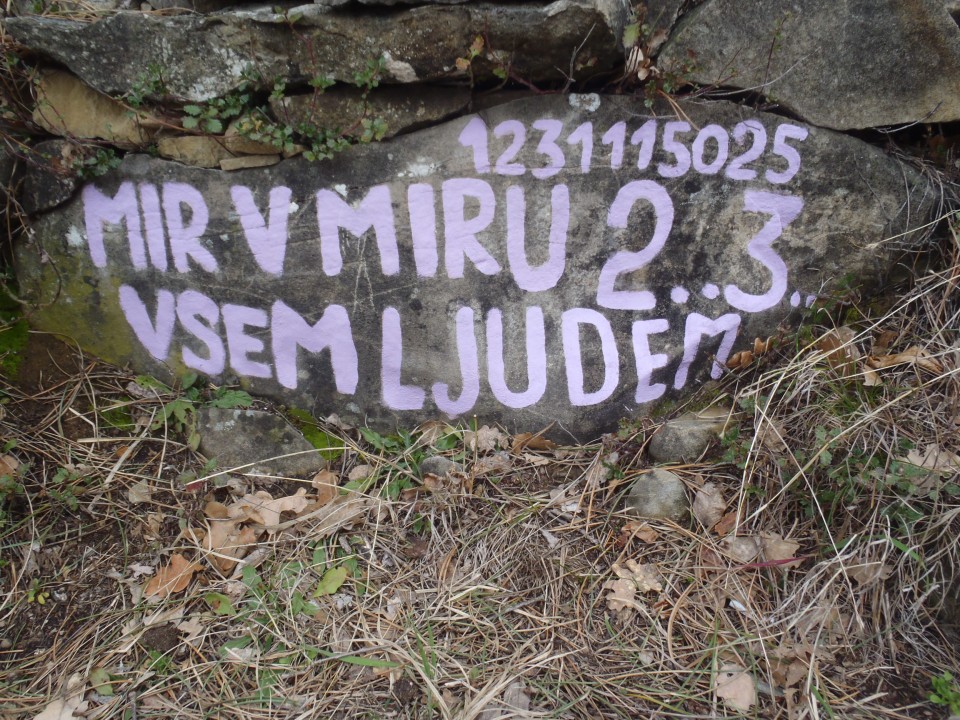 1231115025
MIR V MIRU 2..3..
VSEM LJUDEM